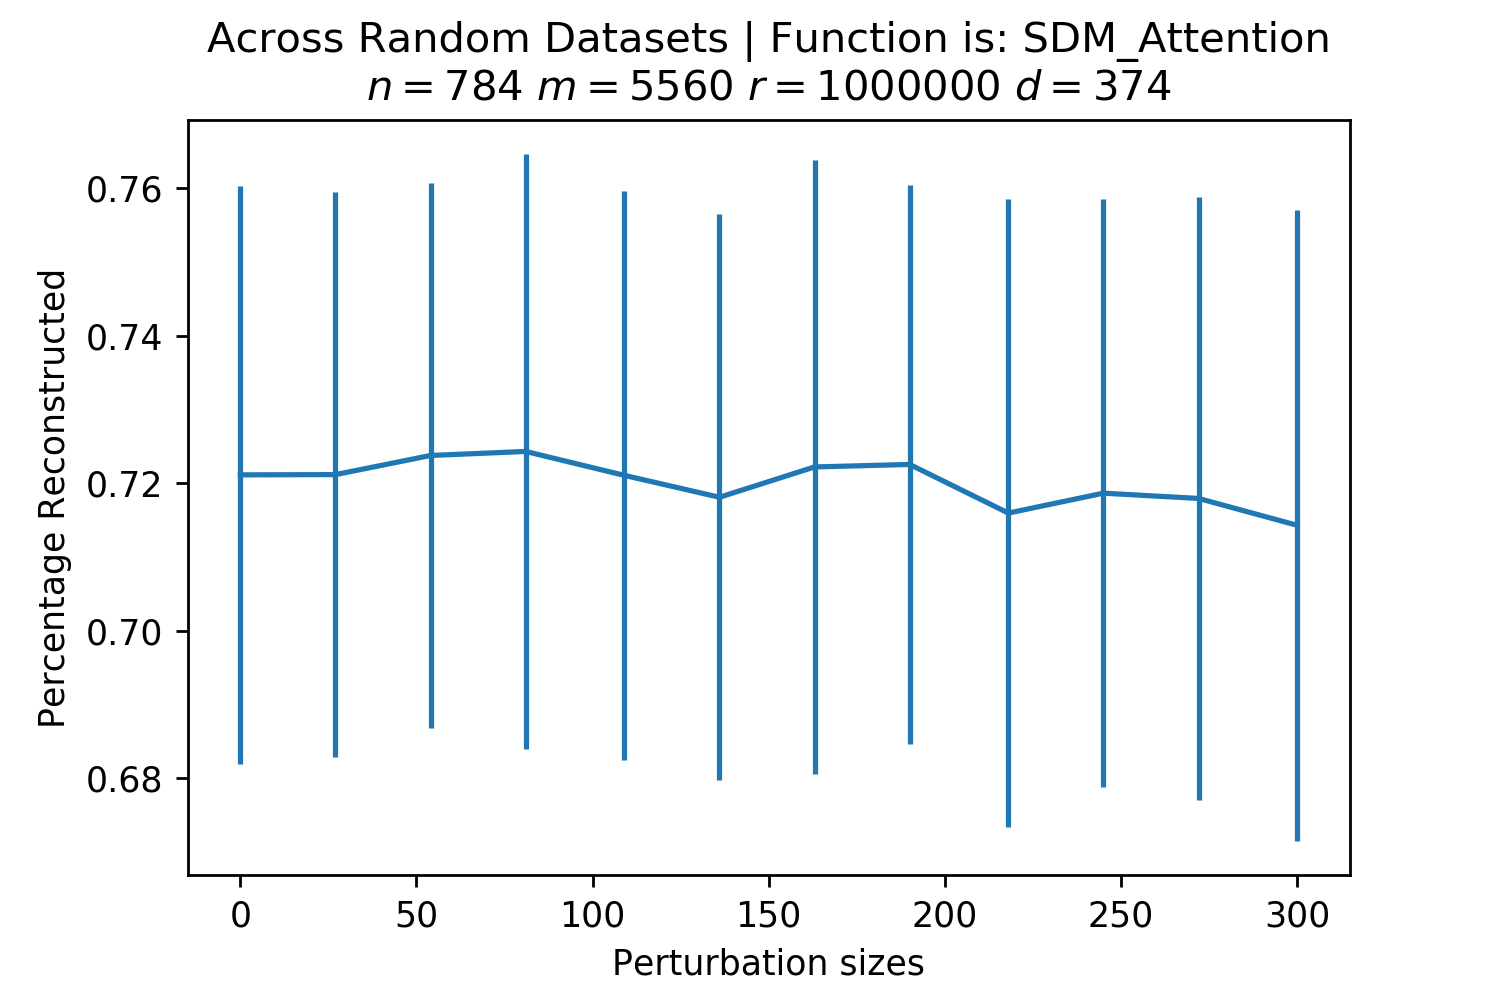 Across Random Datasets | Function is: SDM_Attention
n = 784 m = 5560 r = 1000000 d = 374
0.76
0.74
0.72
0.70
0.68
Percentage Reconstructed
0 50 100 150 200 250 300
Perturbation sizes